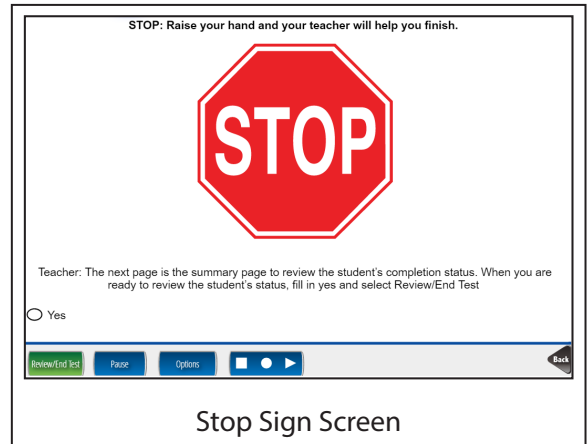 STOP: Raise your hand and your teacher will help you finish.
STOP
Teacher: The next page is the summary page to review the student's completion status. When you are
ready to review the student's status, fill in yes and select Review/End Test
Yes
Review/End Test Pause Options Back
Stop Sign Screen